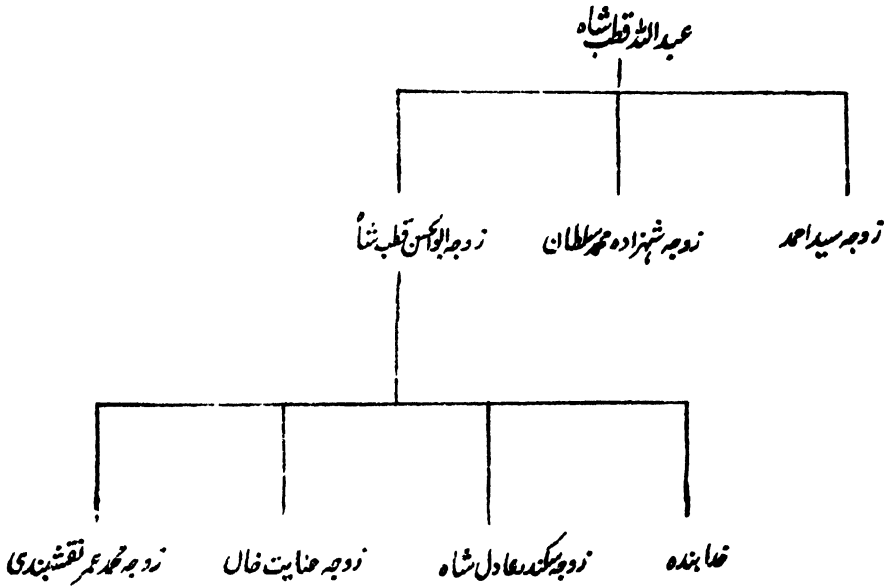 عبداللہ قطب شاہ
زوجہ سید احمد
زوجہ شہزادہ محمد سلطان
زوجہ ابوالحسن قطب شاہ
خدا بندہ
زوجہ سکندر عادل شاہ
زوجہ عنایت خاں
زوجہ محمد عمر نقشبندی